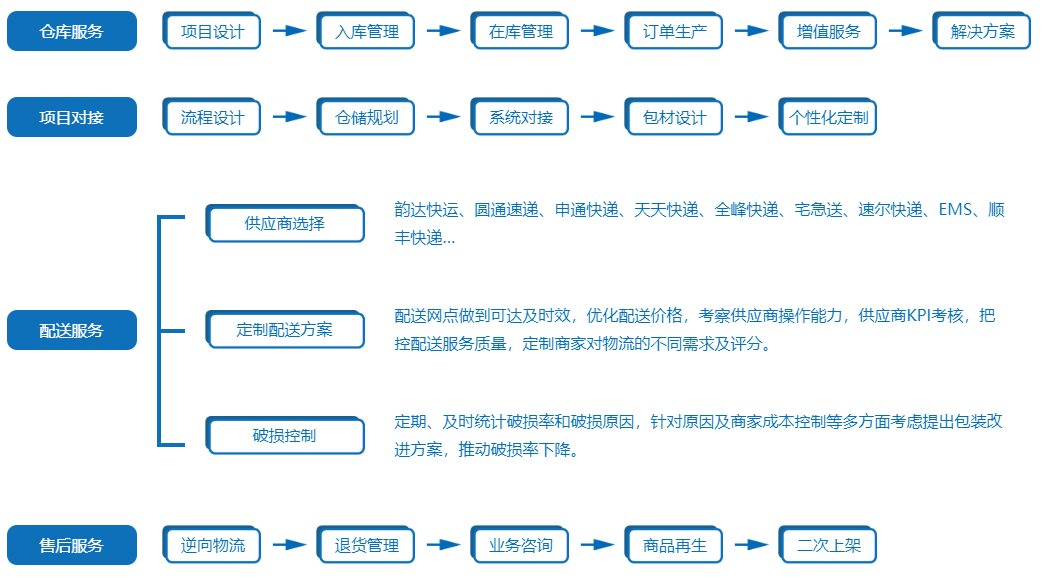 仓库服务 项目设计 入库管理 在库管理 订单生产 增值服务 解决方案
项目对接 流程设计 仓储规划 系统对接 包材设计 个性化定制
配送服务
供应商选择
韵达快运、圆通速递、申通快递、天天快递、全峰快递、宅急送、速尔快递、EMS、顺
丰快递...
定制配送方案
配送网点做到可达及时效，优化配送价格，考察供应商操作能力，供应商KPI考核，把
控配送服务质量，定制商家对物流的不同需求及评分。
破损控制
定期、及时统计破损率和破损原因，针对原因及商家成本控制等多方面考虑提出包装改
进方案，推动破损率下降。
售后服务 逆向物流 退货管理 业务咨询 商品再生 二次上架